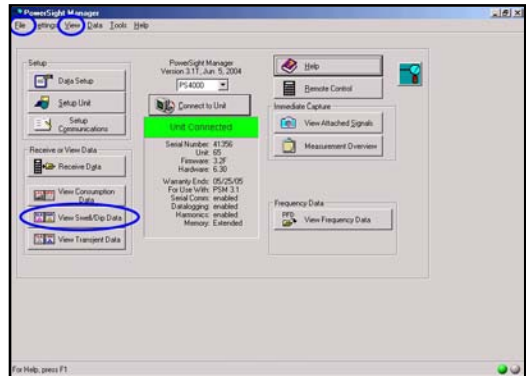 PowerSight Manager
File Settings View Data Tools Help
Setup
Data Setup
Setup Unit
Setup
Communications
Receive or View Data
Receive Data
View Consumption
Data
View Swell/Dip Data
View Transient Data
PowerSight Manager
Version 3.1T, Jun 5, 2004
PS4000
Connect to Unit
Unit Connected
Serial Number: 41356
Unit: 65
Firmware: 3.2F
Hardware: 6.30
Warranty Ends: 05/25/05
For Use With: PSM 3.1
Serial Comm: enabled
Datalogging: enabled
Harmonics: enabled
Memory: Extended
Help
Remote Control
Immediate Capture
View Attached Signals
Measurement Overview
Frequency Data
PFD
View Frequency Data
For Help, press F1